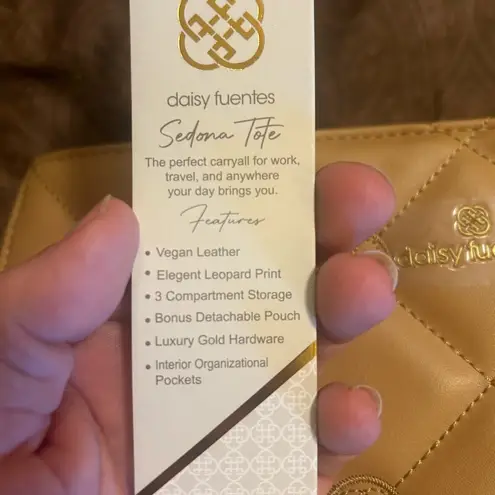 daisy fuentes
Sedona Tote
The perfect carryall for work,
travel, and anywhere
your day brings you.
Features
• Vegan Leather
• Elegent Leopard Print
• 3 Compartment Storage
• Bonus Detachable Pouch
• Luxury Gold Hardware
• Interior Organizational
Pockets
daisy fue